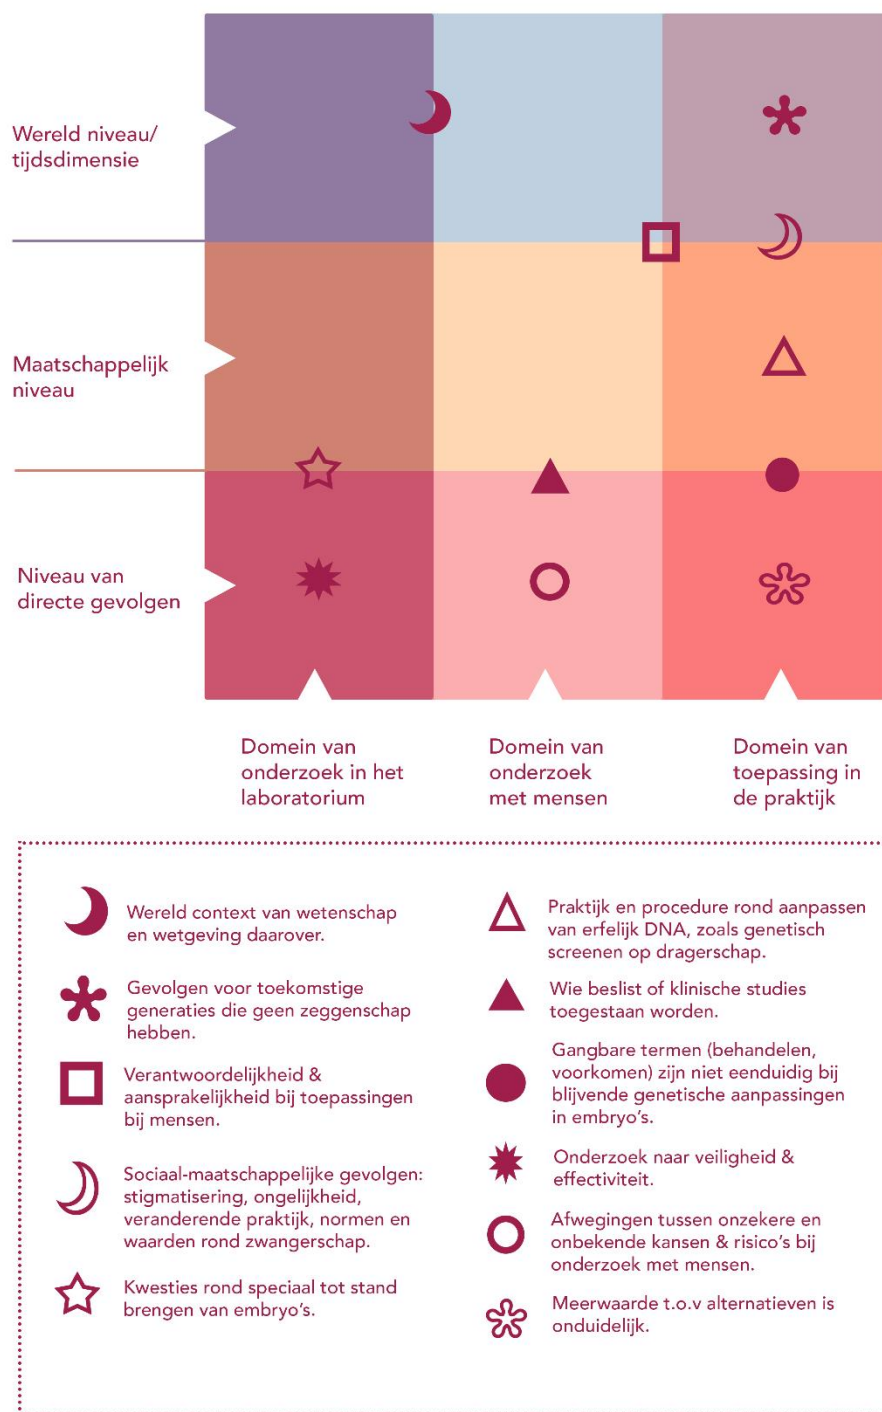 Wereld niveau/
tijdsdimensie
Maatschappelijk
niveau
Niveau van
directe gevolgen
Domein van
onderzoek in het
laboratorium
Domein van
onderzoek
met mensen
Domein van
toepassing in
de praktijk
Wereld context van wetenschap
en wetgeving daarover.
Gevolgen voor toekomstige
generaties die geen zeggenschap
hebben.
Verantwoordelijkheid &
aansprakelijkheid bij toepassingen
bij mensen.
Sociaal-maatschappelijke gevolgen:
stigmatisering, ongelijkheid,
veranderende praktijk, normen en
waarden rond zwangerschap.
Kwesties rond speciaal tot stand
brengen van embryo's.
Praktijk en procedure rond aanpassen
van erfelijk DNA, zoals genetisch
screenen op dragerschap.
Wie beslist of klinische studies
toegestaan worden.
Gangbare termen (behandelen,
voorkomen) zijn niet eenduidig bij
blijvende genetische aanpassingen
in embryo's.
Onderzoek naar veiligheid &
effectiviteit.
Afwegingen tussen onzekere en
onbekende kansen & risico's bij
onderzoek met mensen.
Meerwaarde t.o.v alternatieven is
onduidelijk.